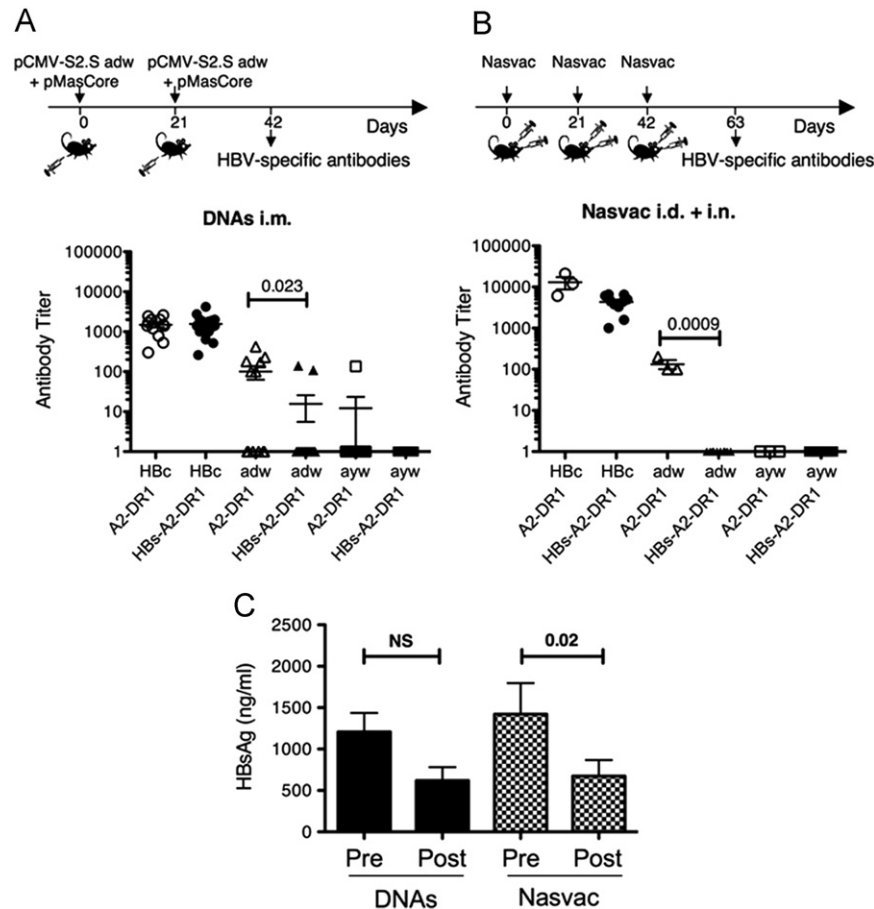 A
pCMV-S2.S adw pCMV-S2.S adw
+ pMasCore + pMasCore
0 21 42 Days
HBV-specific antibodies
DNAs i.m.
Antibody Titer
100000
10000
1000
100
10
1
0.023
HBc HBc adw adw ayw ayw
A2-DR1 HBs-A2-DR1 A2-DR1 HBs-A2-DR1 A2-DR1 HBs-A2-DR1
B
Nasvac Nasvac Nasvac
0 21 42 63 Days
HBV-specific antibodies
Nasvac i.d. + i.n.
Antibody Titer
100000
10000
1000
100
10
1
0.0009
HBc HBc adw adw ayw ayw
A2-DR1 HBs-A2-DR1 A2-DR1 HBs-A2-DR1 A2-DR1 HBs-A2-DR1
C
HBsAg (ng/ml)
2500
2000
1500
1000
500
0
NS 0.02
Pre Post Pre Post
DNAs Nasvac